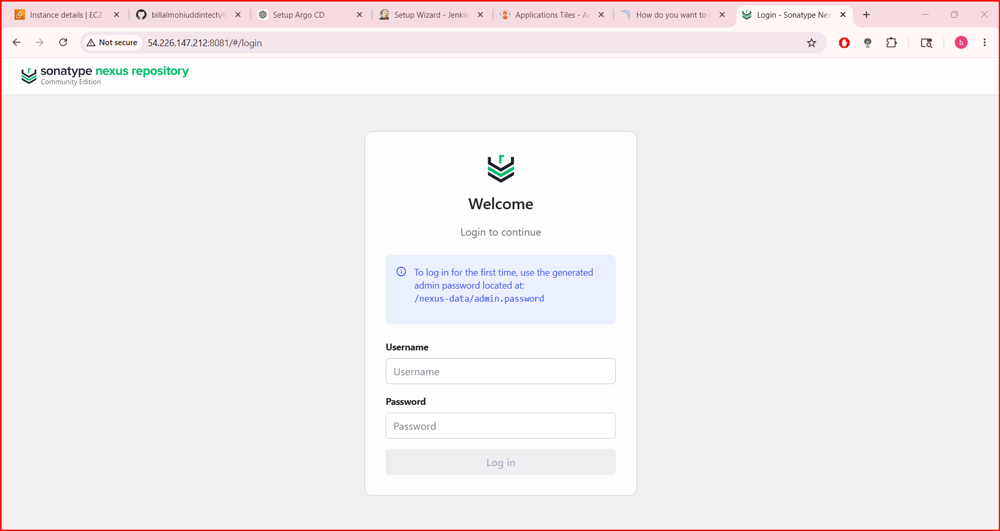 Instance details | EC2
billalmohiuddintech/
Setup Argo CD
Setup Wizard - Jenkin
Applications Tiles - Ar
How do you want to
Login - Sonatype Nex
Not secure
54.226.147.212:8081/#/login
b
sonatype nexus repository
Community Edition
r
Welcome
Login to continue
To log in for the first time, use the generated
admin password located at:
/nexus-data/admin.password
Username
Username
Password
Password
Log in